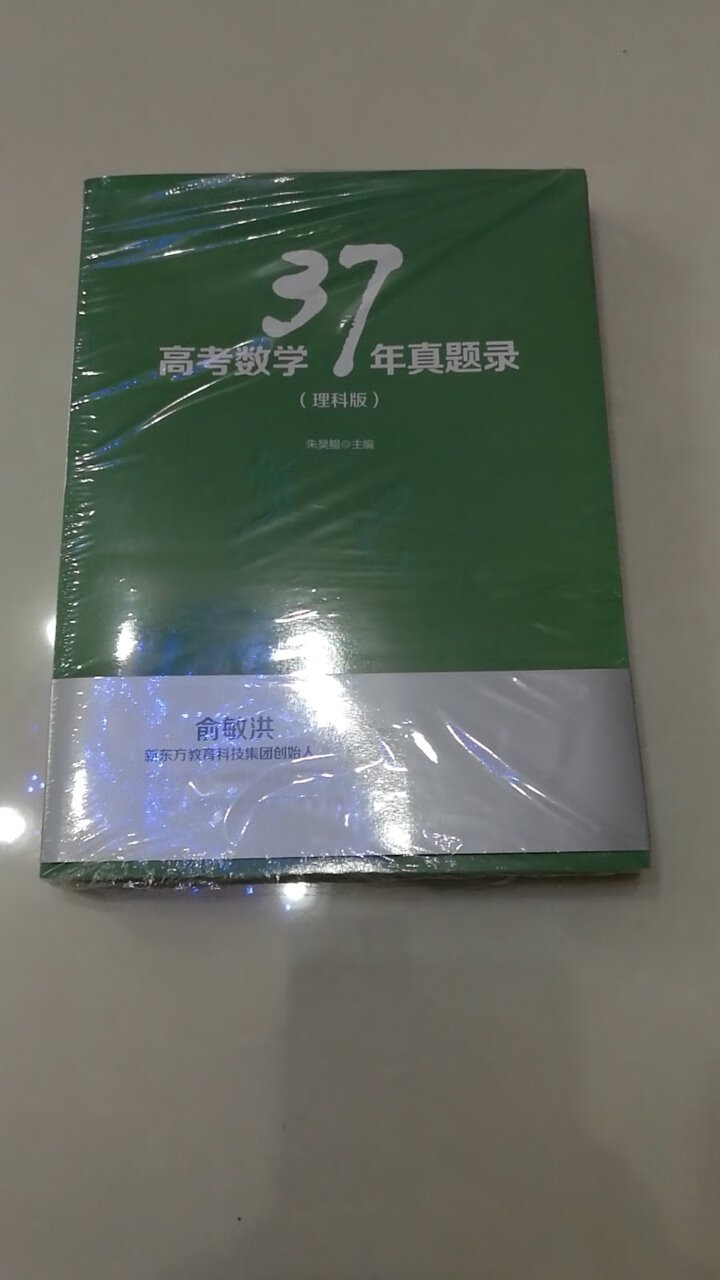 高考数学37年真题录
（理科版）
朱昊鲲◎主编
俞敏洪
新东方教育科技集团创始人